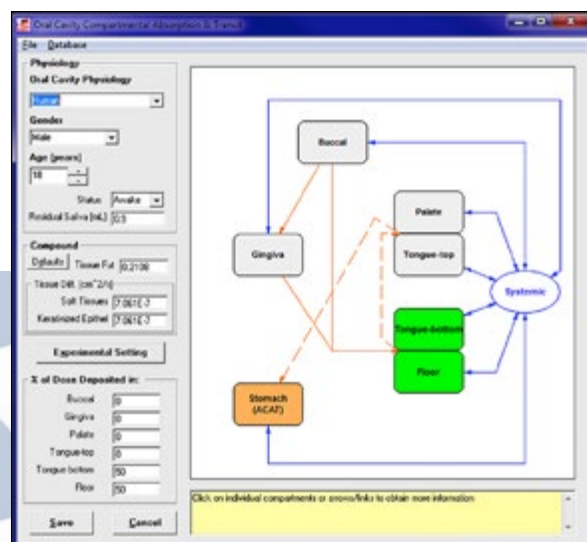 Oral Cavity Compartmental Absorption & Transit
File Database
Physiology
Oral Cavity Physiology
Human
Gender
Male
Age (years)
18
Status Awake
Residual Saliva [mL] 0.9
Compound
Defaults Tissue Fut 0.2106
Tissue Diff. [cm^2/s]
Soft Tissues 7.061E-7
Keratinized Epithel 7.061E-7
Experimental Setting
% of Dose Deposited in:
Buccal 0
Gingiva 0
Palate 0
Tongue-top 0
Tongue-bottom 50
Floor 50
Save Cancel
Buccal
Palate
Gingiva
Tongue-top
Systemic
Tongue-bottom
Floor
Stomach
(ACAT)
Click on individual compartments or arrows/links to obtain more information